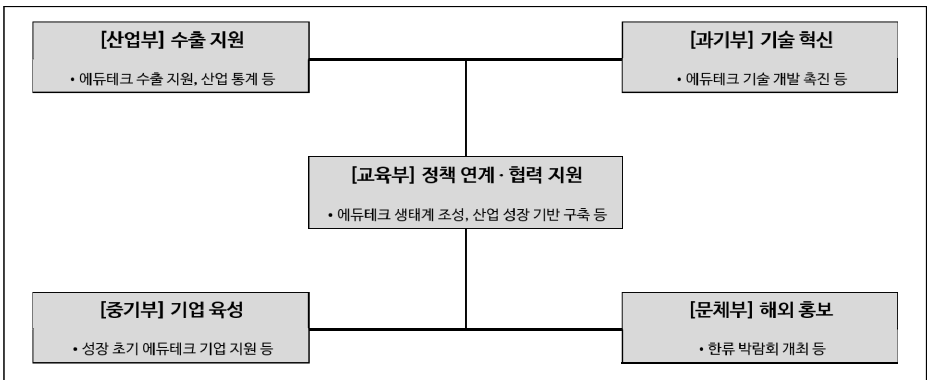 [산업부] 수출 지원
• 에듀테크 수출 지원, 산업 통계 등
[과기부] 기술 혁신
• 에듀테크 기술 개발 촉진 등
[교육부] 정책 연계 · 협력 지원
• 에듀테크 생태계 조성, 산업 성장 기반 구축 등
[중기부] 기업 육성
• 성장 초기 에듀테크 기업 지원 등
[문체부] 해외 홍보
• 한류 박람회 개최 등